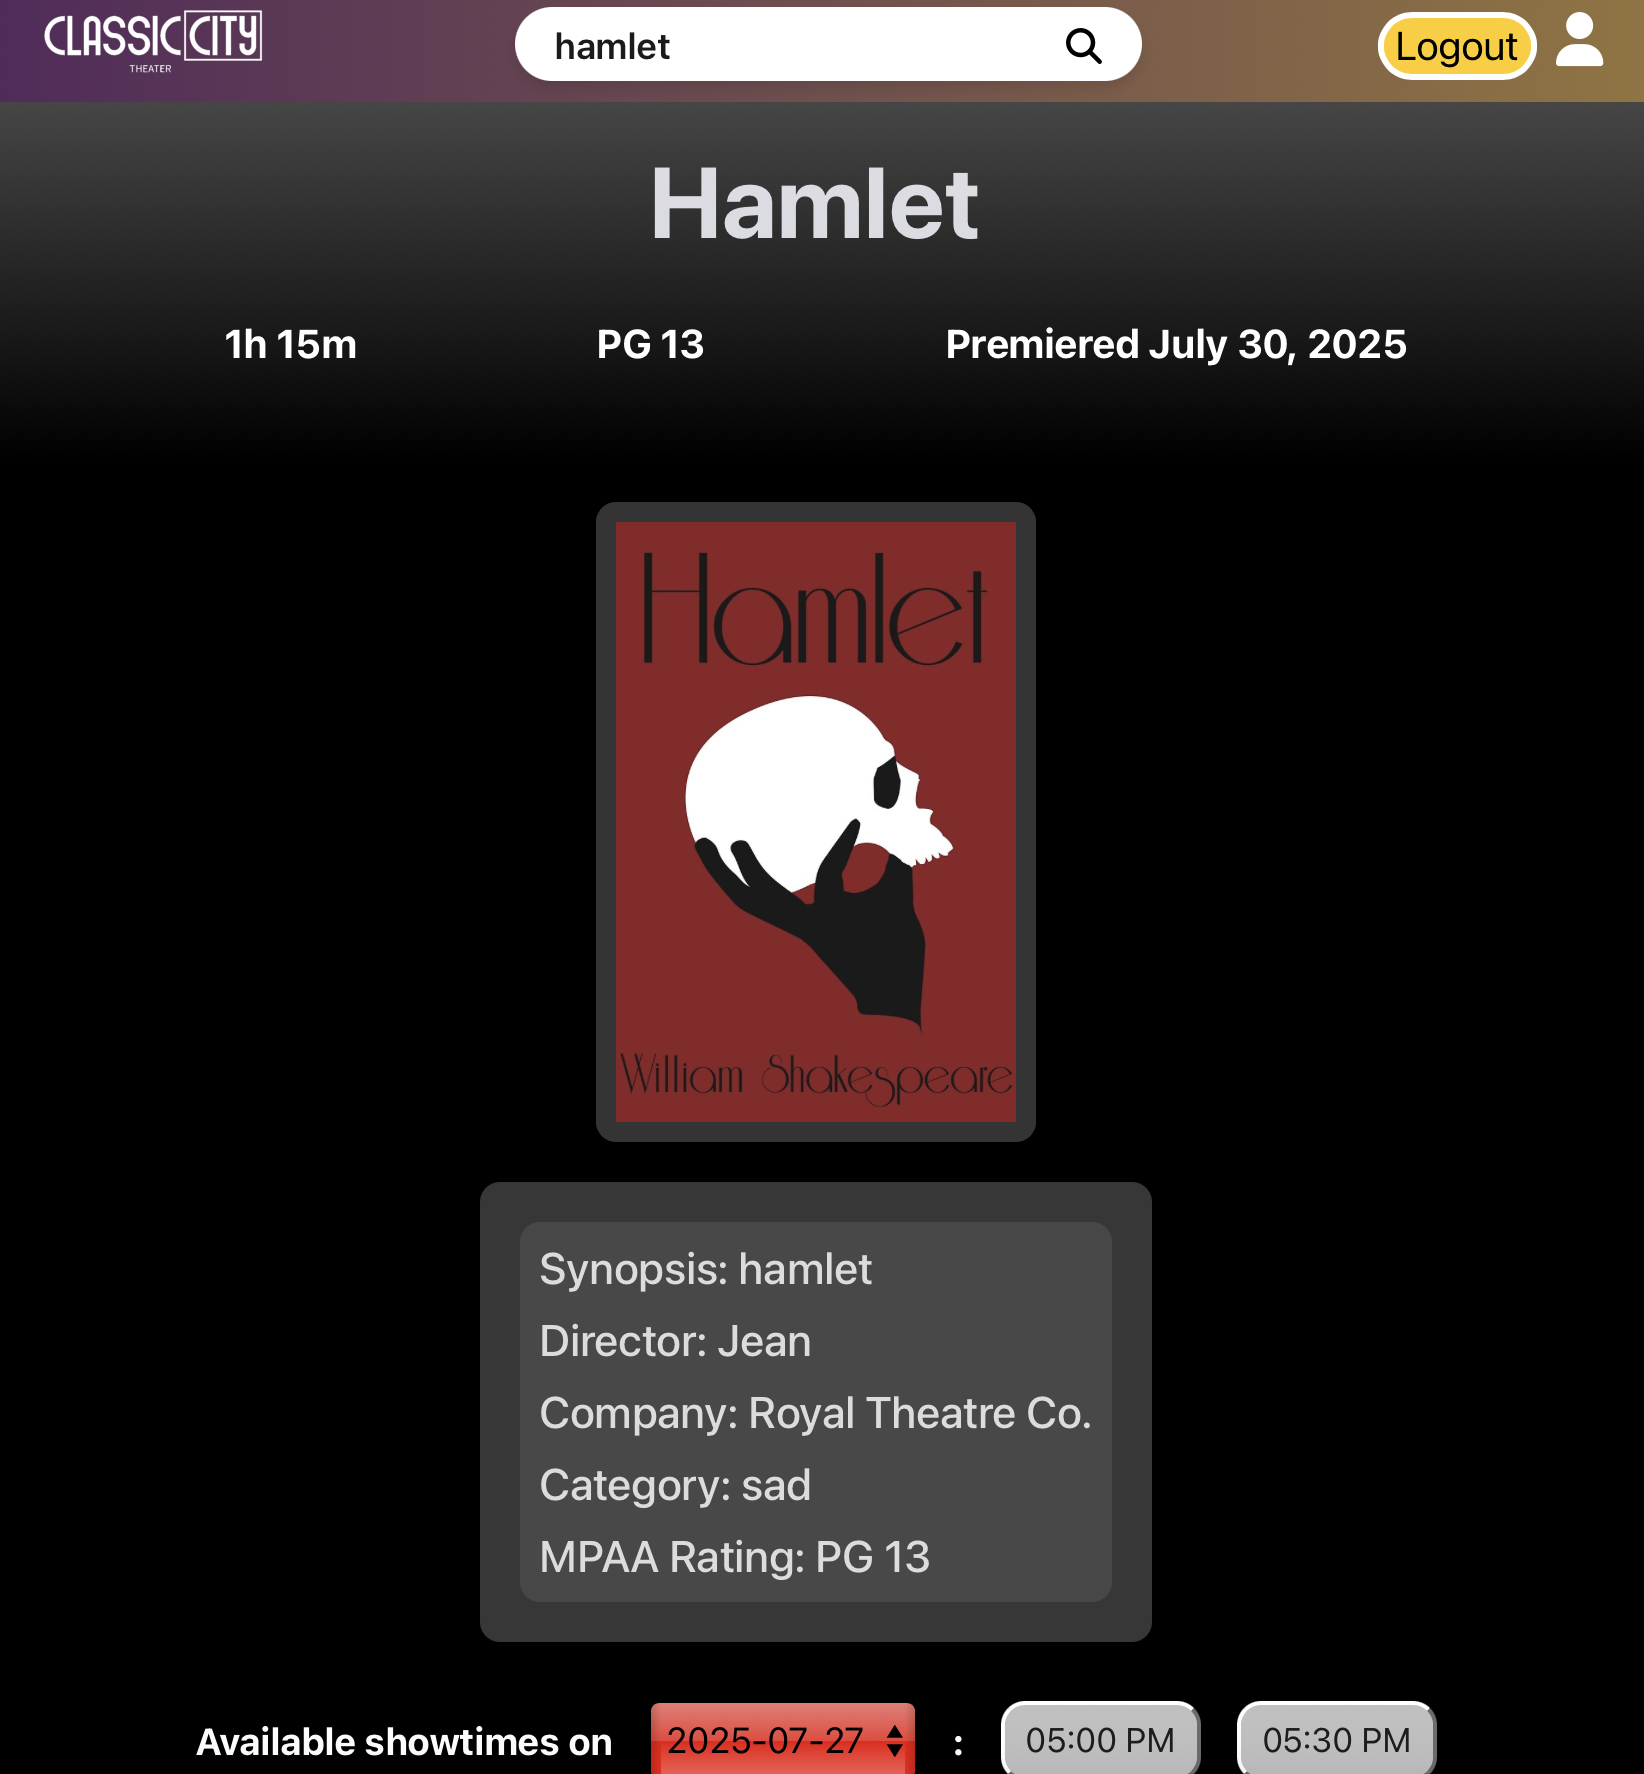 CLASSIC CITY
THEATER
hamlet
Logout
Hamlet
1h 15m
PG 13
Premiered July 30, 2025
Hamlet
William Shakespeare
Synopsis: hamlet
Director: Jean
Company: Royal Theatre Co.
Category: sad
MPAA Rating: PG 13
Available showtimes on 2025-07-27 : 05:00 PM 05:30 PM